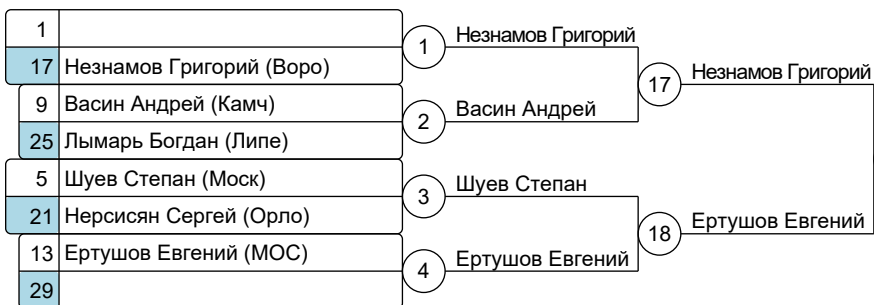 1
17 Незнамов Григорий (Воро)
9 Васин Андрей (Камч)
25 Лымарь Богдан (Липе)
5 Шуев Степан (Моск)
21 Нерсисян Сергей (Орло)
13 Ертушов Евгений (МОС)
29
1 Незнамов Григорий
2 Васин Андрей
3 Шуев Степан
4 Ертушов Евгений
17 Незнамов Григорий
18 Ертушов Евгений